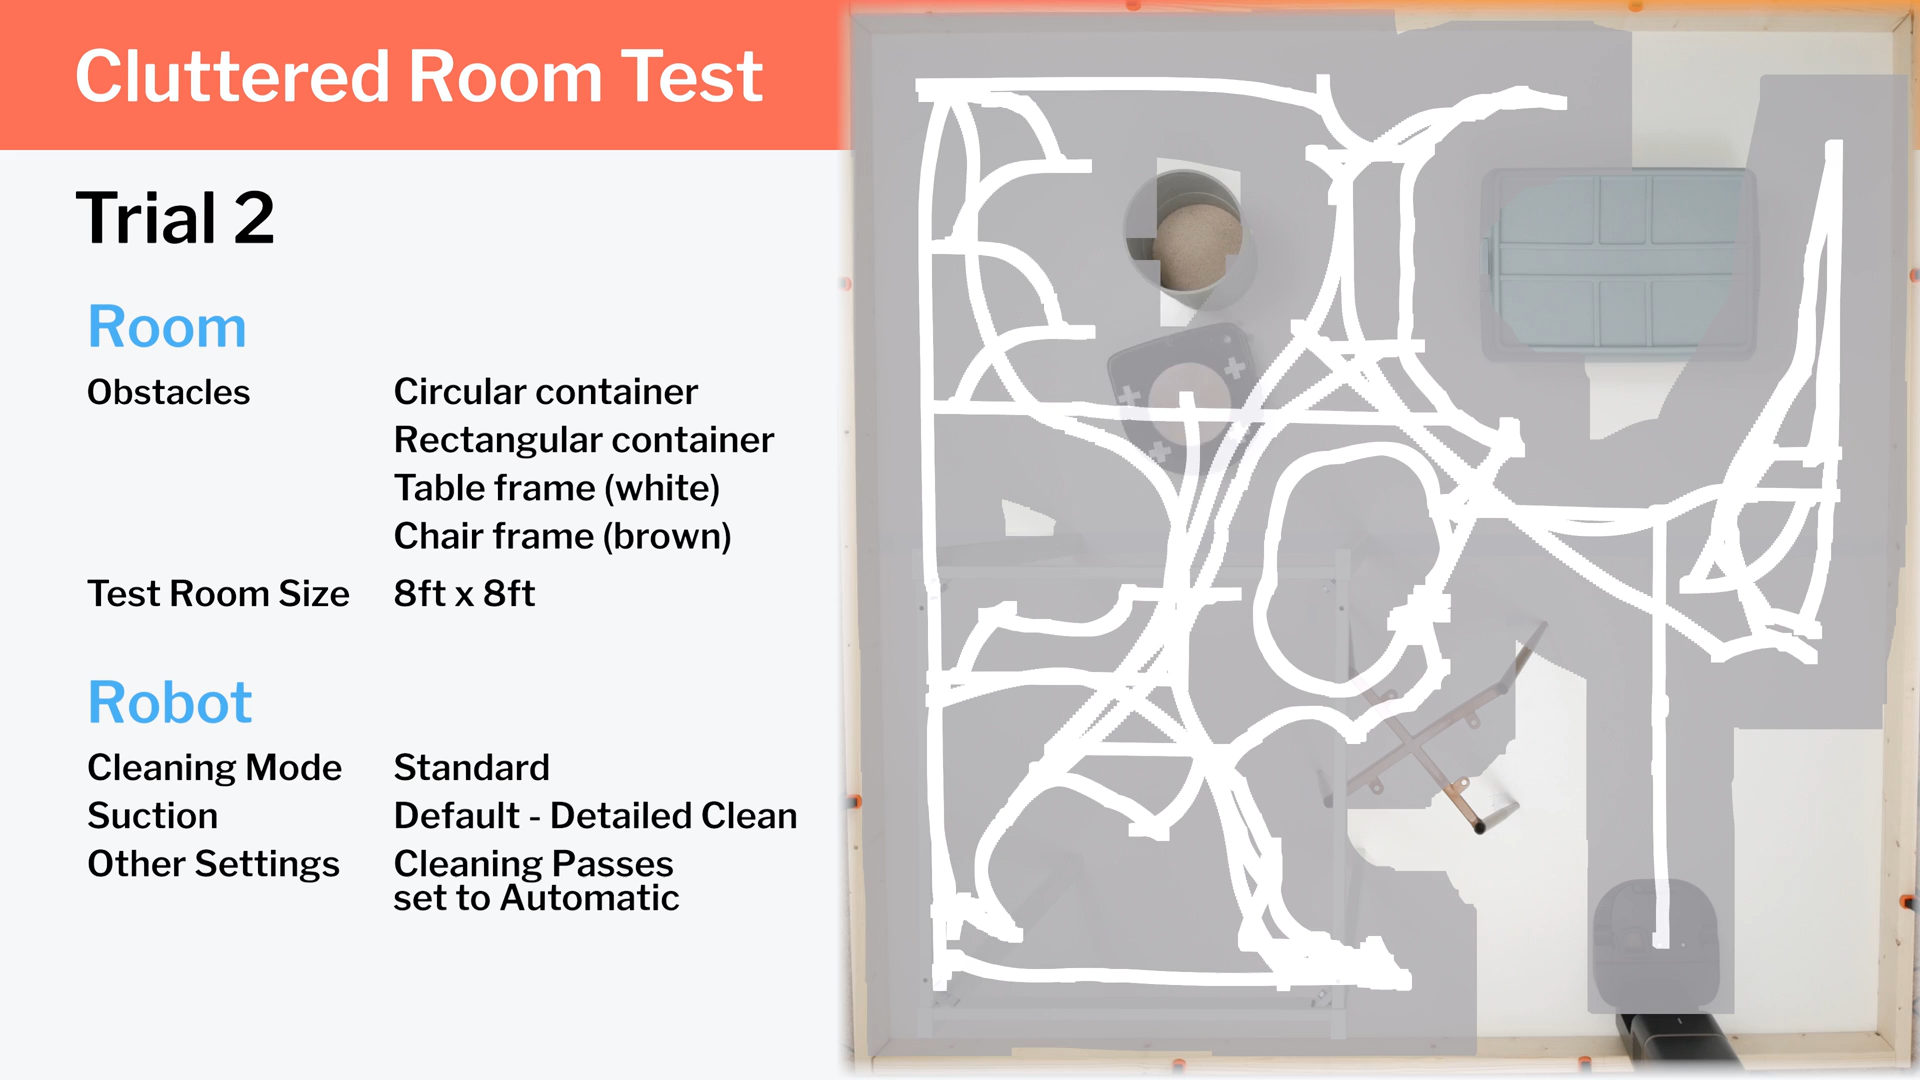 Cluttered Room Test
Trial 2
Room
Obstacles Circular container
Rectangular container
Table frame (white)
Chair frame (brown)
Test Room Size 8ft x 8ft
Robot
Cleaning Mode Standard
Suction Default - Detailed Clean
Other Settings Cleaning Passes
set to Automatic